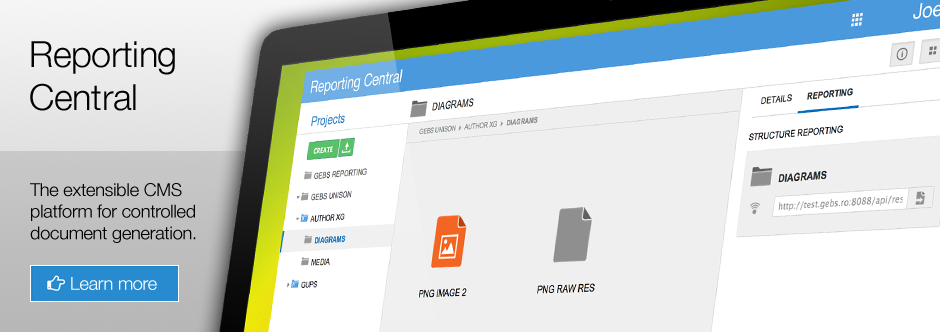 Reporting
Central
The extensible CMS
platform for controlled
document generation.
Learn more
Joe
Reporting Central
Projects
CREATE
GEBS REPORTING
GEBS UNISON
AUTHOR XG
DIAGRAMS
MEDIA
GUPS
DIAGRAMS
GEBS UNISON AUTHOR XG DIAGRAMS
PNG IMAGE 2
PNG RAW RES
DETAILS REPORTING
STRUCTURE REPORTING
DIAGRAMS
http://test.gebs.ro:8088/api/res